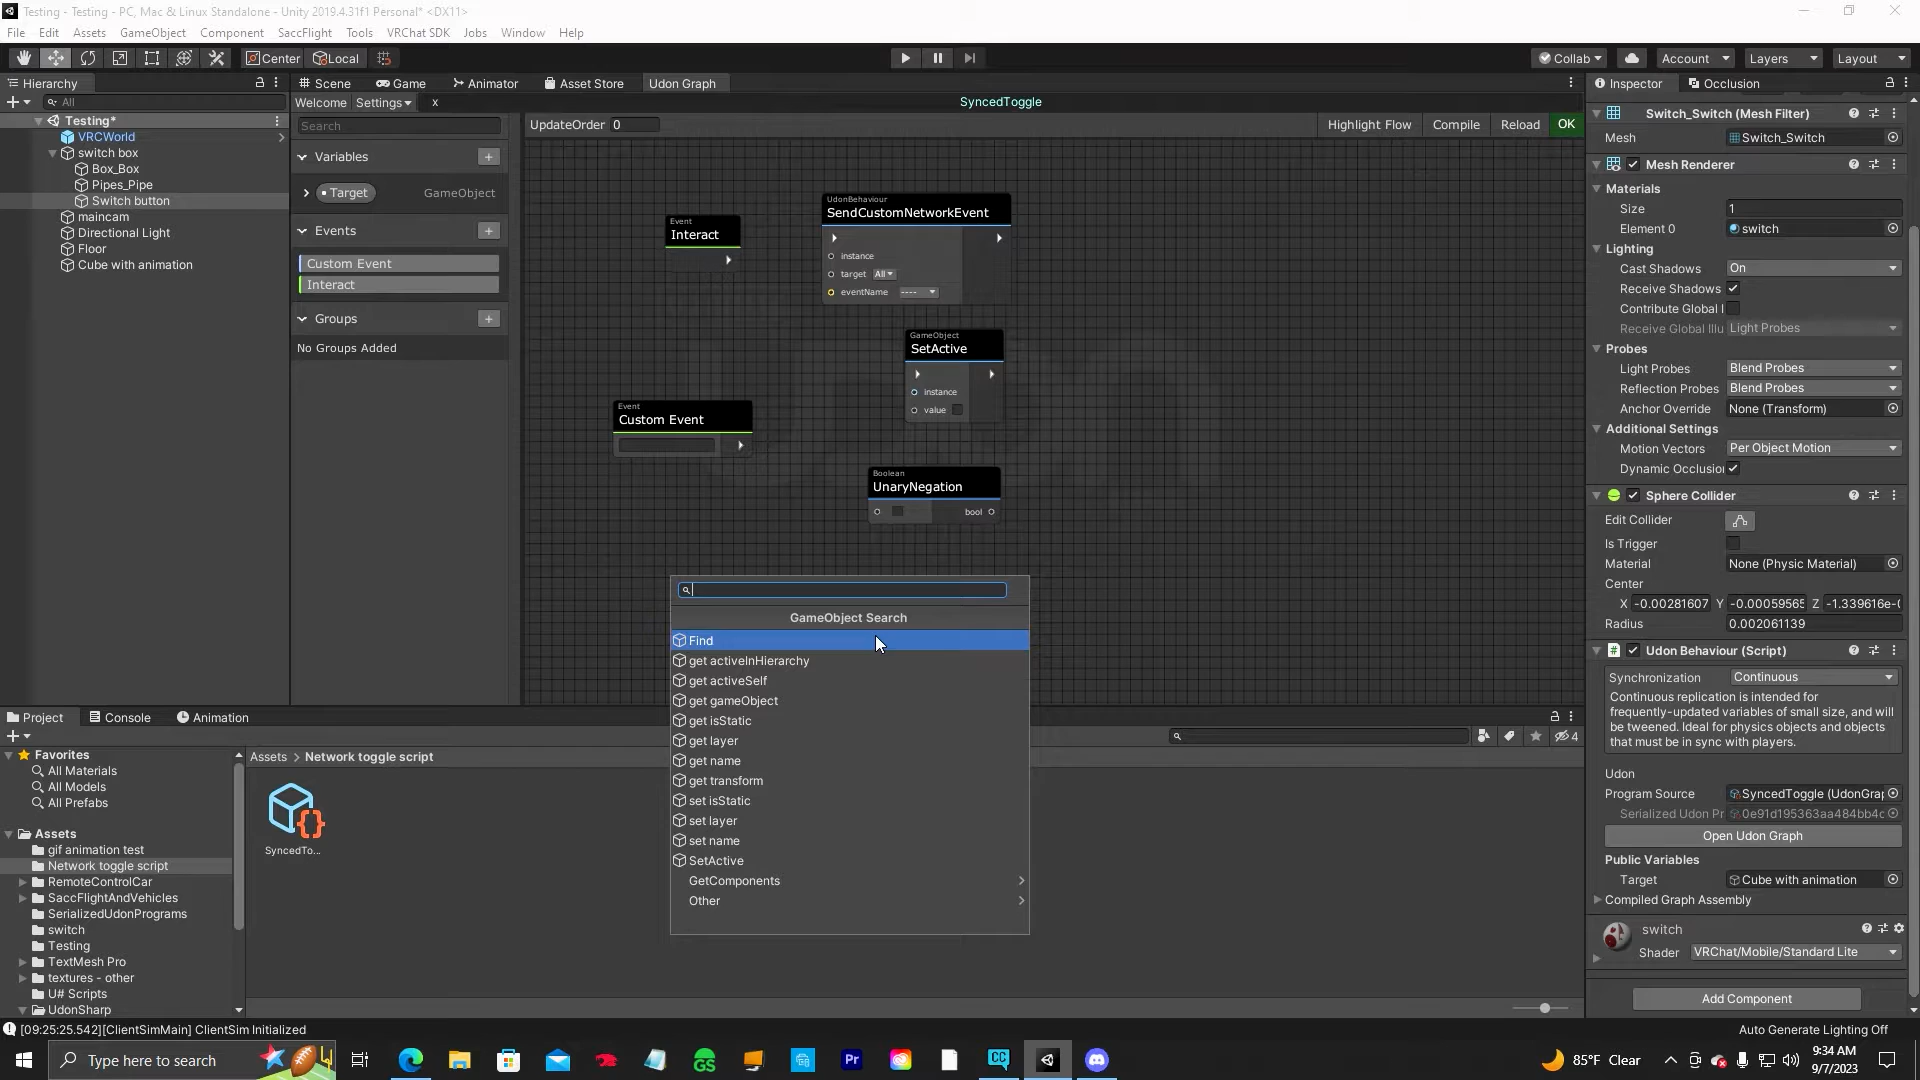 Testing - Testing - PC, Mac & Linux Standalone - Unity 2019.4.31f1 Personal* <DX11>
File Edit Assets GameObject Component SaccFlight Tools VRChat SDK Jobs Window Help
Center Local Collab Account Layers Layout
Hierarchy
All
Testing*
VRCWorld
switch box
Box_Box
Pipes_Pipe
Switch button
maincam
Directional Light
Floor
Cube with animation
Scene Game Animator Asset Store Udon Graph
Welcome Settings x SyncedToggle
Search
UpdateOrder 0 Highlight Flow Compile Reload OK
Variables +
Target GameObject
Events +
Custom Event
Interact
Groups +
No Groups Added
Event
Interact
UdonBehaviour
SendCustomNetworkEvent
instance
target All
eventName ----
GameObject
SetActive
instance
value
Event
Custom Event
Boolean
UnaryNegation
bool
GameObject Search
Find
get activeInHierarchy
get activeSelf
get gameObject
get isStatic
get layer
get name
get transform
set isStatic
set layer
set name
SetActive
GetComponents
Other
Inspector Occlusion
Switch_Switch (Mesh Filter)
Mesh Switch_Switch
Mesh Renderer
Materials
Size 1
Element 0 switch
Lighting
Cast Shadows On
Receive Shadows
Contribute Global I
Receive Global Illu Light Probes
Probes
Light Probes Blend Probes
Reflection Probes Blend Probes
Anchor Override None (Transform)
Additional Settings
Motion Vectors Per Object Motion
Dynamic Occlusion
Sphere Collider
Edit Collider
Is Trigger
Material None (Physic Material)
Center
X -0.00281607 Y -0.00059565 Z -1.339616e-0
Radius 0.002061139
Udon Behaviour (Script)
Synchronization Continuous
Continuous replication is intended for
frequently-updated variables of small size, and will
be tweened. Ideal for physics objects and objects
that must be in sync with players.
Udon
Program Source SyncedToggle (UdonGrap
Serialized Udon Pr 0e91d195363aa484bb4c
Open Udon Graph
Public Variables
Target Cube with animation
Compiled Graph Assembly
switch
Shader VRChat/Mobile/Standard Lite
Add Component
Project Console Animation
4
Favorites
All Materials
All Models
All Prefabs
Assets
gif animation test
Network toggle script
RemoteControlCar
SaccFlightAndVehicles
SerializedUdonPrograms
switch
Testing
TextMesh Pro
textures - other
U# Scripts
UdonSharp
Assets > Network toggle script
SyncedTo...
[09:25:25.542][ClientSimMain] ClientSim Initialized
Auto Generate Lighting Off
Type here to search
GS
Pr
CC
85°F Clear
9:34 AM
9/7/2023